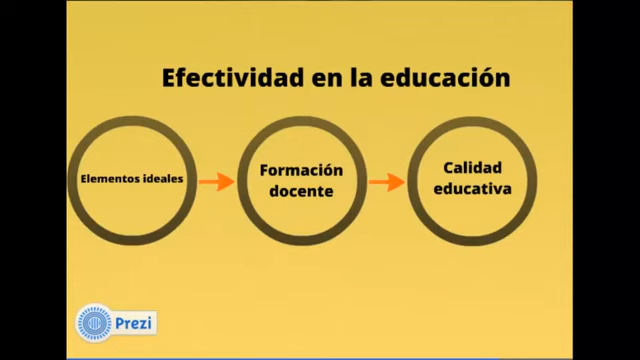 Efectividad en la educación
Elementos ideales
Formación
docente
Calidad
educativa
Prezi